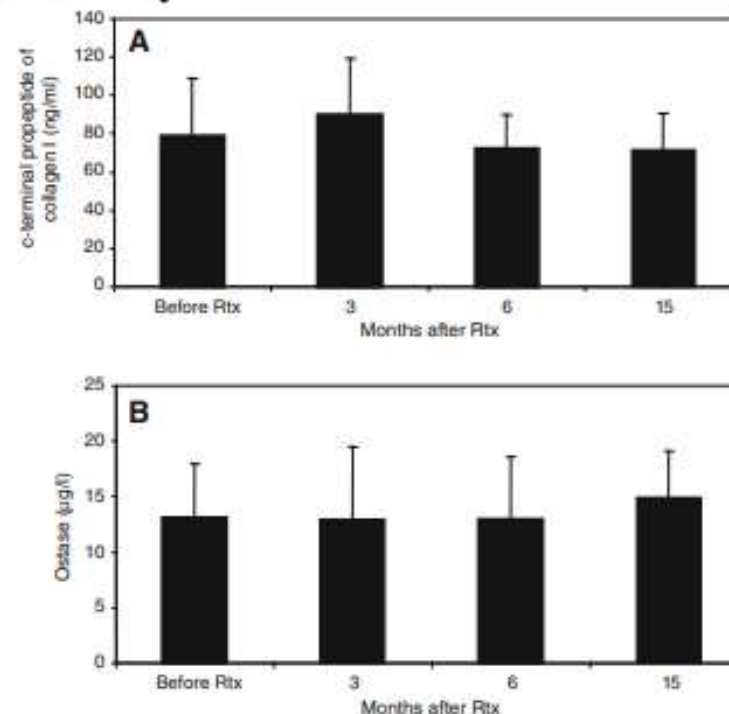 A
c-terminal propeptide of
collagen I (ng/ml)
140
120
100
80
60
40
20
0
Before Rtx 3 6 15
Months after Rtx
B
Ostase (µg/l)
25
20
15
10
5
0
Before Rtx 3 6 15
Months after Rtx